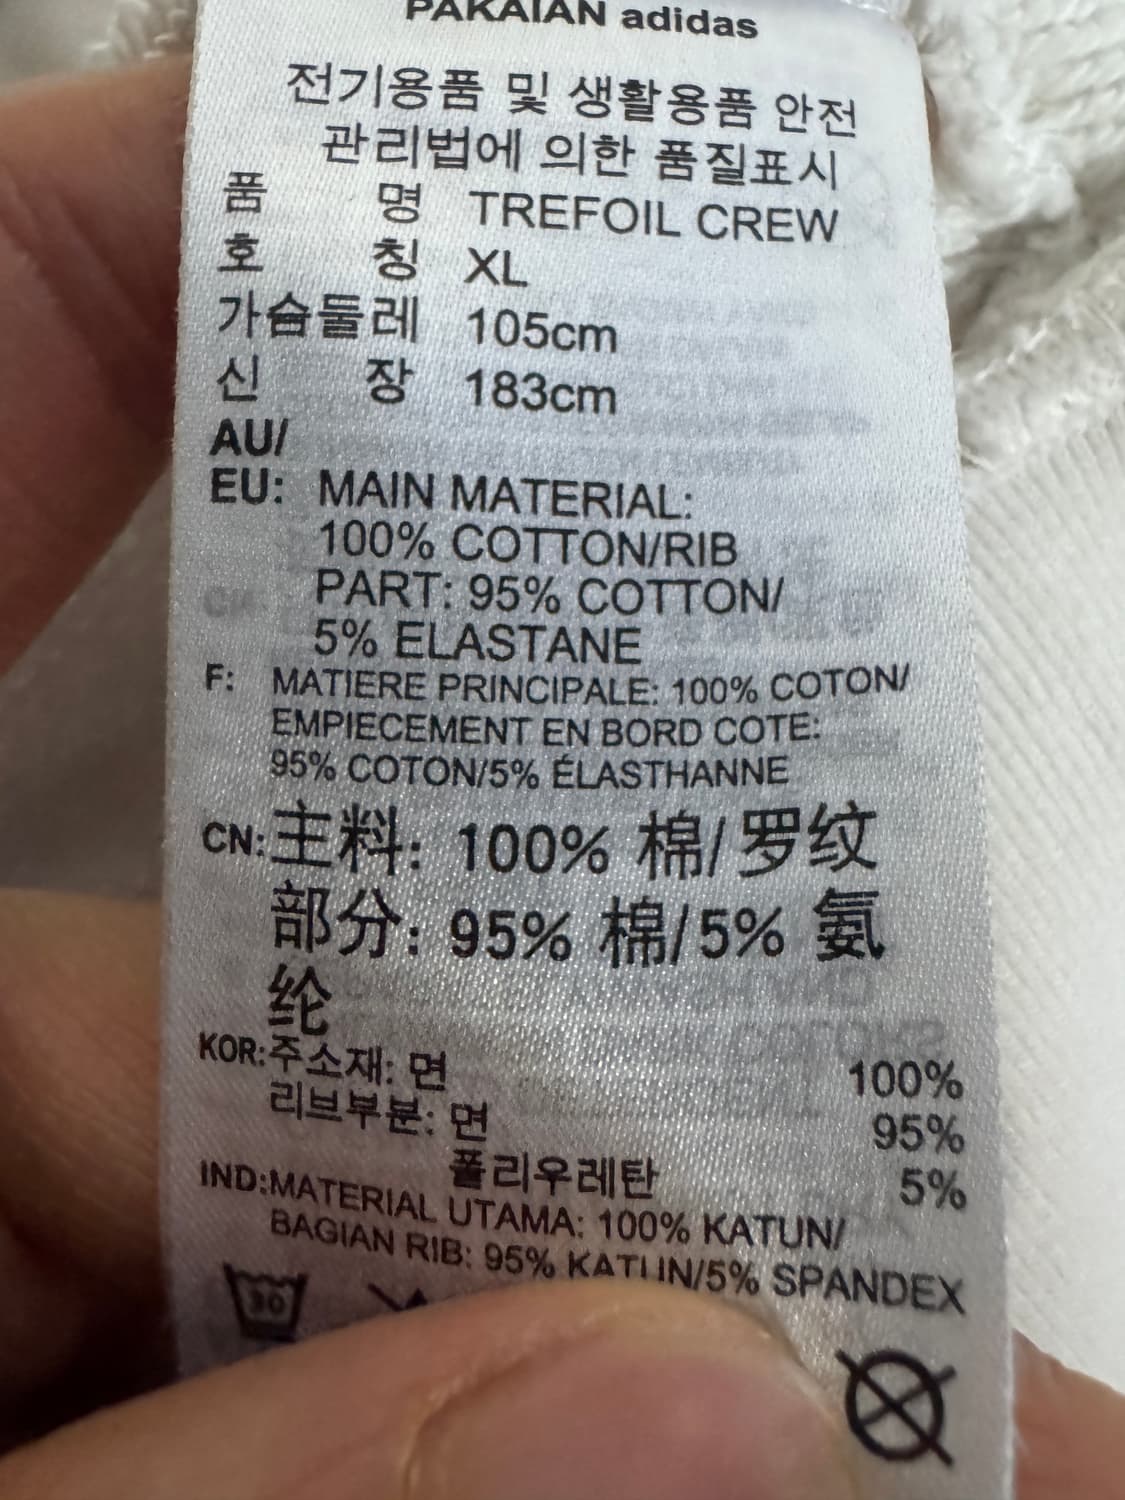 PAKAIAN adidas
전기용품 및 생활용품 안전
관리법에 의한 품질표시
품 명 TREFOIL CREW
호 칭 XL
가슴둘레 105cm
신 장 183cm
AU/
EU: MAIN MATERIAL:
100% COTTON/RIB
PART: 95% COTTON/
5% ELASTANE
F: MATIERE PRINCIPALE: 100% COTON/
EMPIECEMENT EN BORD COTE:
95% COTON/5% ÉLASTHANNE
CN:主料: 100% 棉/罗纹
部分: 95% 棉/5% 氨
纶
KOR:주소재: 면 100%
리브부분: 면 95%
폴리우레탄 5%
IND:MATERIAL UTAMA: 100% KATUN/
BAGIAN RIB: 95% KATUN/5% SPANDEX
30